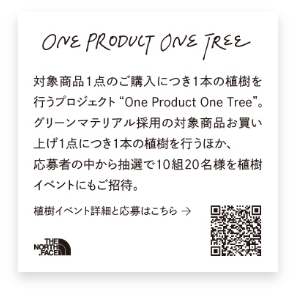 ONE PRODUCT ONE TREE
対象商品1点のご購入につき1本の植樹を
行うプロジェクト “One Product One Tree”。
グリーンマテリアル採用の対象商品お買い
上げ1点につき1本の植樹を行うほか、
応募者の中から抽選で10組20名様を植樹
イベントにもご招待。
植樹イベント詳細と応募はこちら →
THE
NORTH
FACE